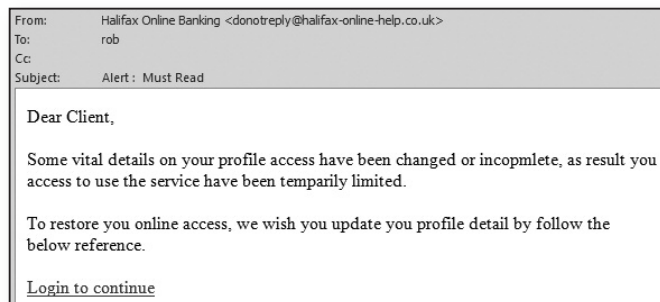 From: Halifax Online Banking <donotreply@halifax-online-help.co.uk>
To: rob
Cc:
Subject: Alert : Must Read
Dear Client,
Some vital details on your profile access have been changed or incopmlete, as result you
access to use the service have been temparily limited.
To restore you online access, we wish you update you profile detail by follow the
below reference.
Login to continue